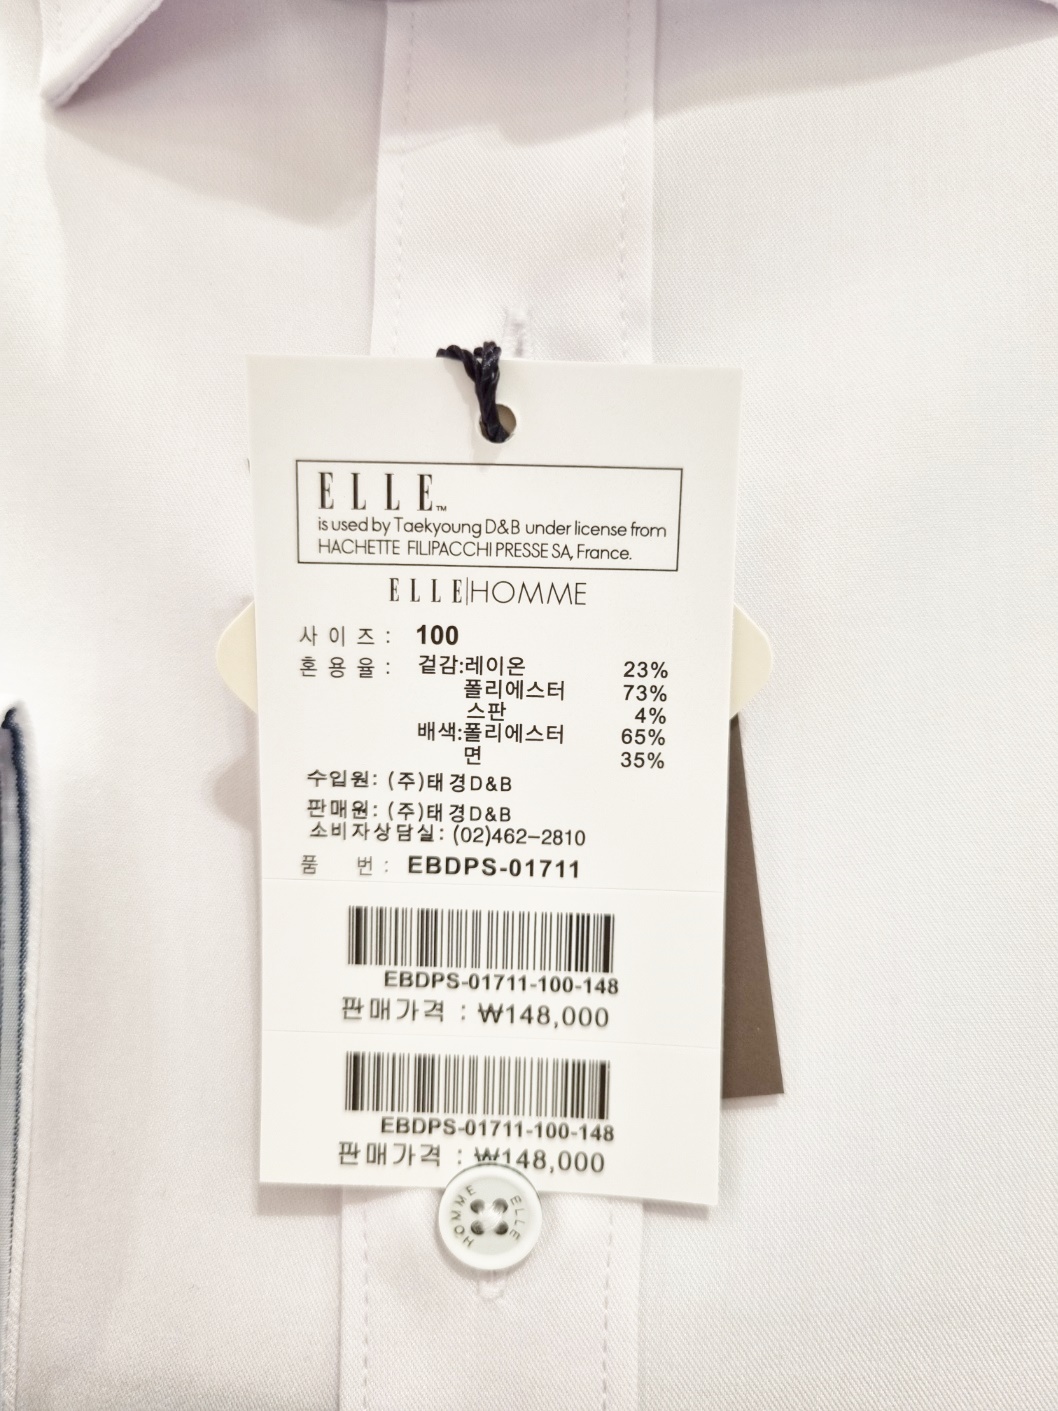 ELLE™
is used by Taekyoung D&B under license from
HACHETTE FILIPACCHI PRESSE SA, France.
ELLE|HOMME
사이즈: 100
혼용율: 겉감:레이온 23%
폴리에스터 73%
스판 4%
배색:폴리에스터 65%
면 35%
수입원: (주)태경D&B
판매원: (주)태경D&B
소비자상담실: (02)462-2810
품 번: EBDPS-01711
EBDPS-01711-100-148
판매가격 : ₩148,000
EBDPS-01711-100-148
판매가격 : ₩148,000
HOMME ELLE